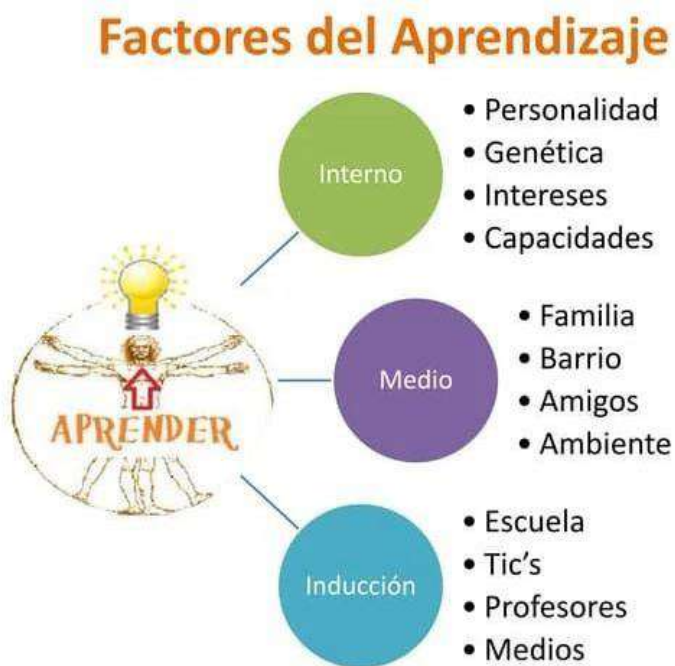 Factores del Aprendizaje
Interno
• Personalidad
• Genética
• Intereses
• Capacidades
APRENDER
Medio
• Familia
• Barrio
• Amigos
• Ambiente
Inducción
• Escuela
• Tic’s
• Profesores
• Medios